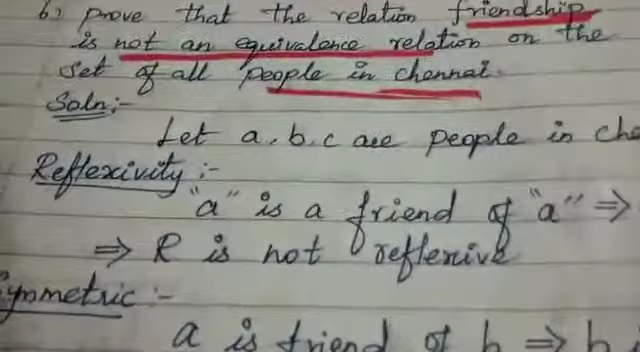 6) prove that the relation friendship
is not an equivalence relation on the
set of all people in chennai.
Soln:-
Let a, b, c are people in
Reflexivity :-
"a" is a friend of "a" ⇒
⇒ R is not reflexive
Symmetric :-
a is friend of b ⇒ b